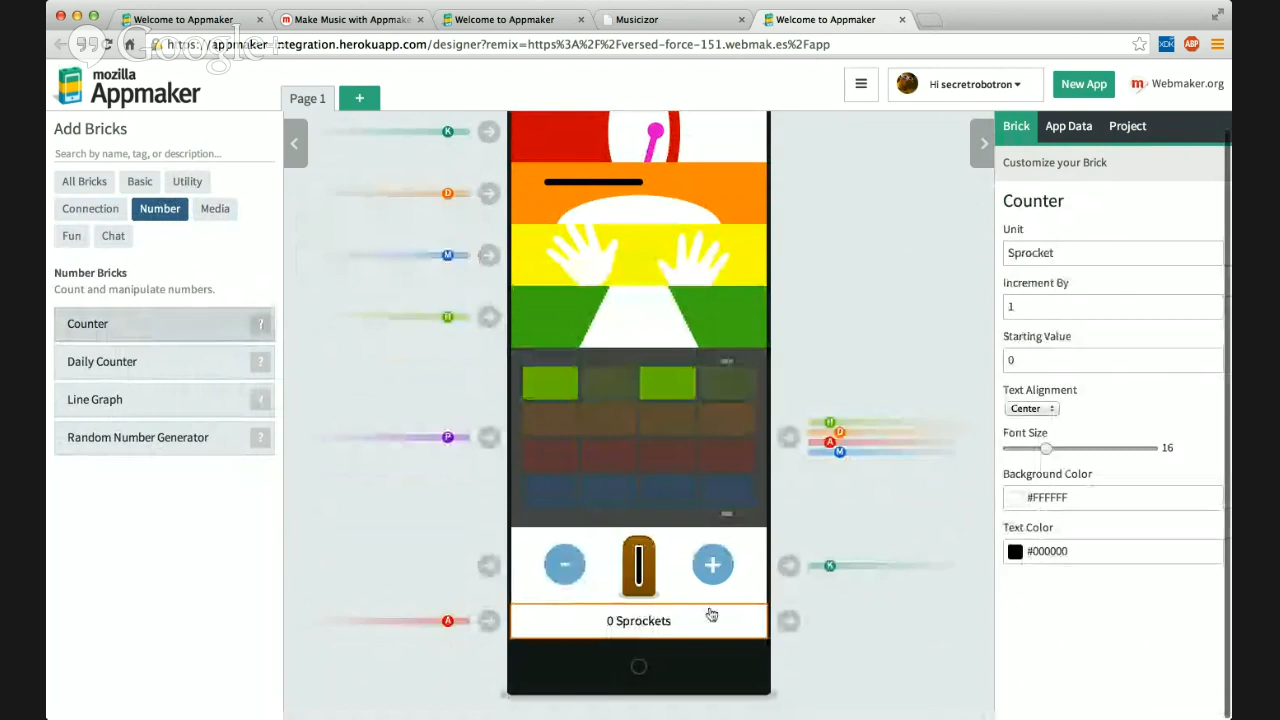 Welcome to Appmaker
Make Music with Appmake
Welcome to Appmaker
Musicizor
Welcome to Appmaker
Google+
https://appmaker-integration.herokuapp.com/designer?remix=https%3A%2F%2Fversed-force-151.webmak.es%2Fapp
XDK
ABP
mozilla
Appmaker
Page 1
+
Hi secretrobotron
New App
m Webmaker.org
Add Bricks
Search by name, tag, or description...
All Bricks
Basic
Utility
Connection
Number
Media
Fun
Chat
Number Bricks
Count and manipulate numbers.
Counter ?
Daily Counter ?
Line Graph ?
Random Number Generator ?
K
D
M
H
P
A
H
D
A
M
K
-
+
0 Sprockets
Brick
App Data
Project
Customize your Brick
Counter
Unit
Sprocket
Increment By
1
Starting Value
0
Text Alignment
Center
Font Size
16
Background Color
#FFFFFF
Text Color
#000000